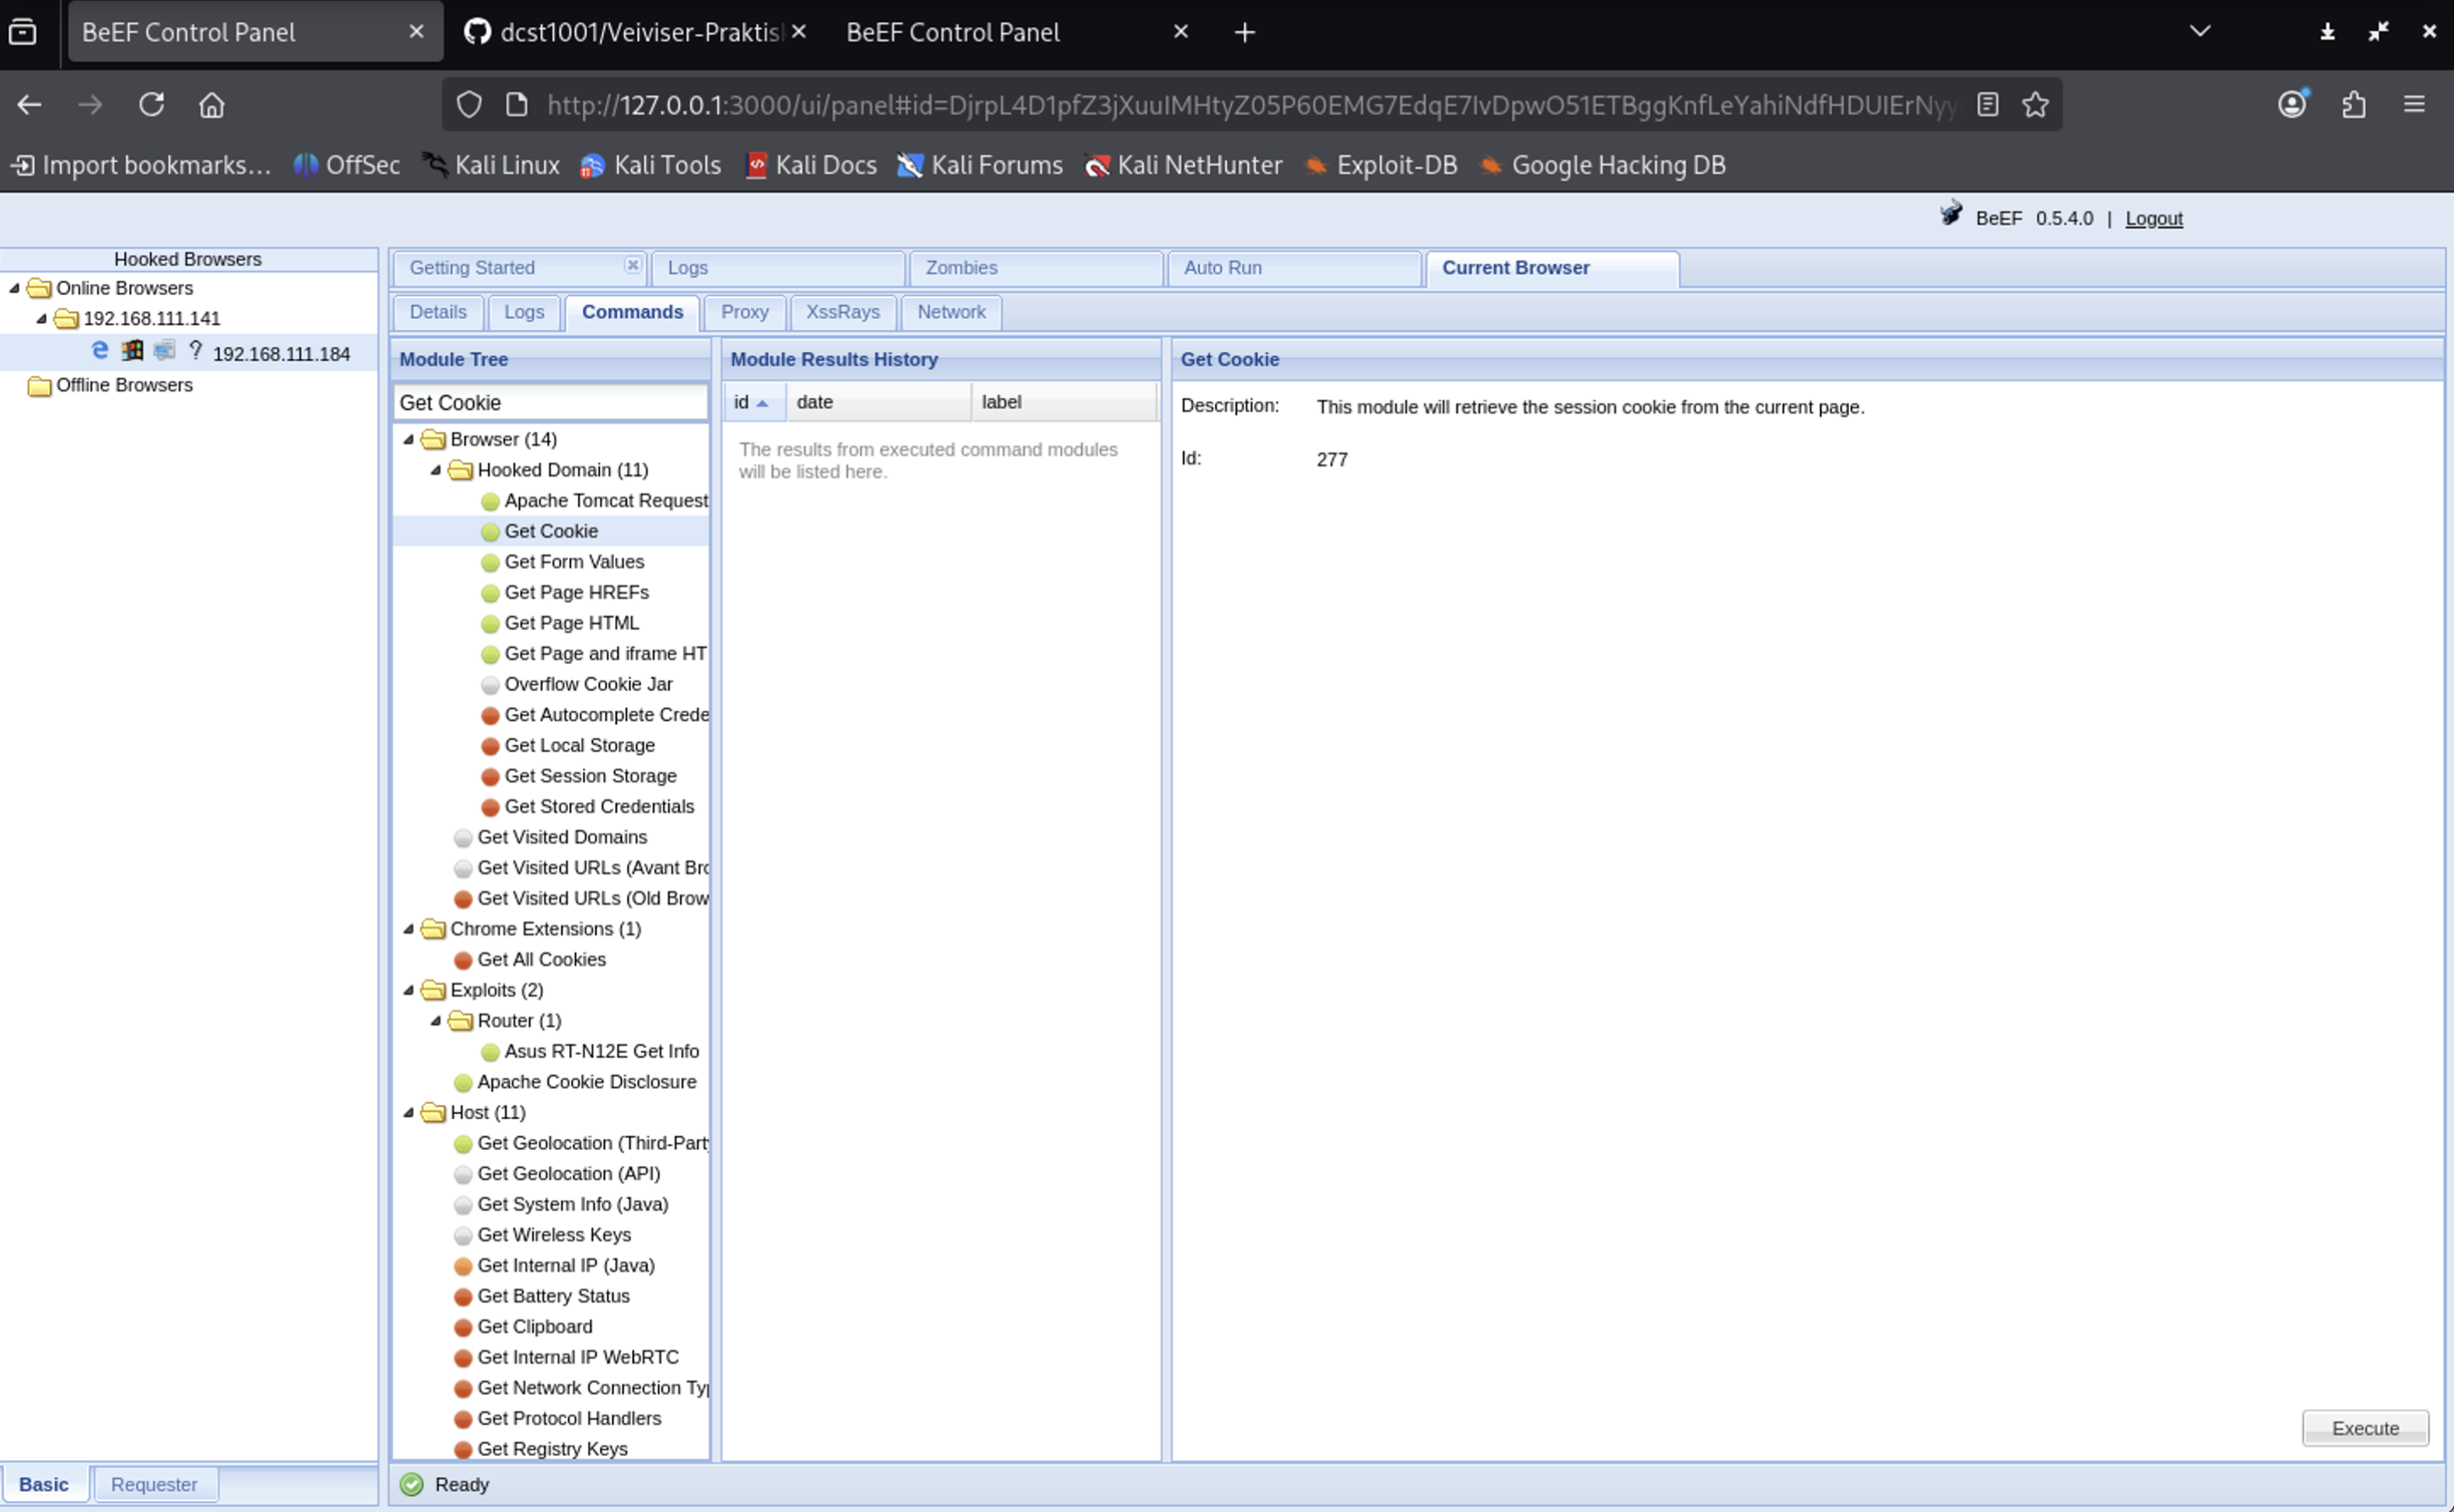 BeEF Control Panel
dcst1001/Veiviser-Praktis
BeEF Control Panel
http://127.0.0.1:3000/ui/panel#id=DjrpL4D1pfZ3jXuuIMHtyZ05P60EMG7EdqE7IvDpwO51ETBggKnfLeYahiNdfHDUIErNyy
Import bookmarks...
OffSec
Kali Linux
Kali Tools
Kali Docs
Kali Forums
Kali NetHunter
Exploit-DB
Google Hacking DB
BeEF 0.5.4.0 | Logout
Hooked Browsers
Online Browsers
192.168.111.141
? 192.168.111.184
Offline Browsers
Basic
Requester
Getting Started
Logs
Zombies
Auto Run
Current Browser
Details
Logs
Commands
Proxy
XssRays
Network
Module Tree
Get Cookie
Browser (14)
Hooked Domain (11)
Apache Tomcat Request
Get Cookie
Get Form Values
Get Page HREFs
Get Page HTML
Get Page and iframe HT
Overflow Cookie Jar
Get Autocomplete Crede
Get Local Storage
Get Session Storage
Get Stored Credentials
Get Visited Domains
Get Visited URLs (Avant Bro
Get Visited URLs (Old Brow
Chrome Extensions (1)
Get All Cookies
Exploits (2)
Router (1)
Asus RT-N12E Get Info
Apache Cookie Disclosure
Host (11)
Get Geolocation (Third-Party
Get Geolocation (API)
Get System Info (Java)
Get Wireless Keys
Get Internal IP (Java)
Get Battery Status
Get Clipboard
Get Internal IP WebRTC
Get Network Connection Typ
Get Protocol Handlers
Get Registry Keys
Module Results History
id
date
label
The results from executed command modules
will be listed here.
Get Cookie
Description: This module will retrieve the session cookie from the current page.
Id: 277
Execute
Ready